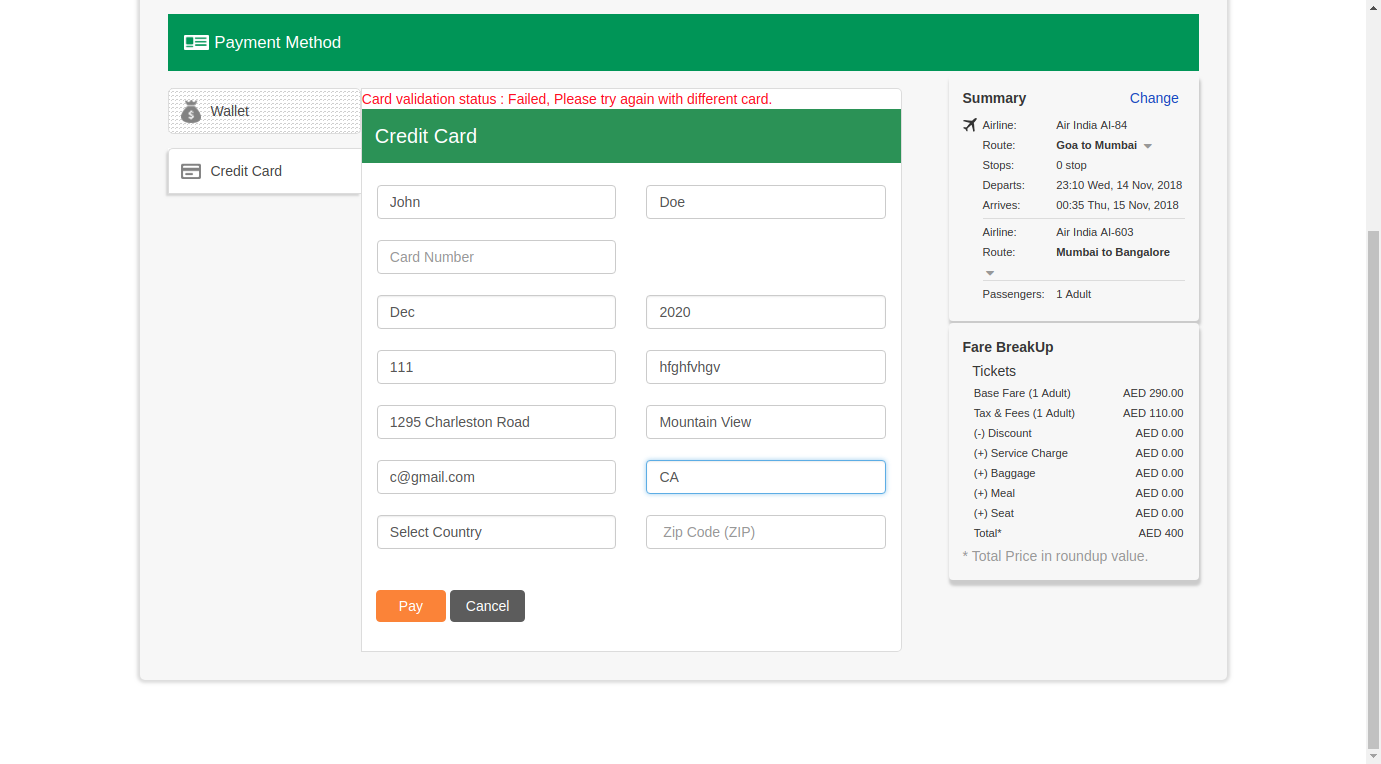 Payment Method
Wallet
Credit Card
Card validation status : Failed, Please try again with different card.
Credit Card
John
Doe
Card Number
Dec
2020
111
hfghfvhgv
1295 Charleston Road
Mountain View
c@gmail.com
CA
Select Country
Zip Code (ZIP)
Pay
Cancel
Summary
Change
Airline: Air India AI-84
Route: Goa to Mumbai
Stops: 0 stop
Departs: 23:10 Wed, 14 Nov, 2018
Arrives: 00:35 Thu, 15 Nov, 2018
Airline: Air India AI-603
Route: Mumbai to Bangalore
Passengers: 1 Adult
Fare BreakUp
Tickets
Base Fare (1 Adult) AED 290.00
Tax & Fees (1 Adult) AED 110.00
(-) Discount AED 0.00
(+) Service Charge AED 0.00
(+) Baggage AED 0.00
(+) Meal AED 0.00
(+) Seat AED 0.00
Total* AED 400
* Total Price in roundup value.